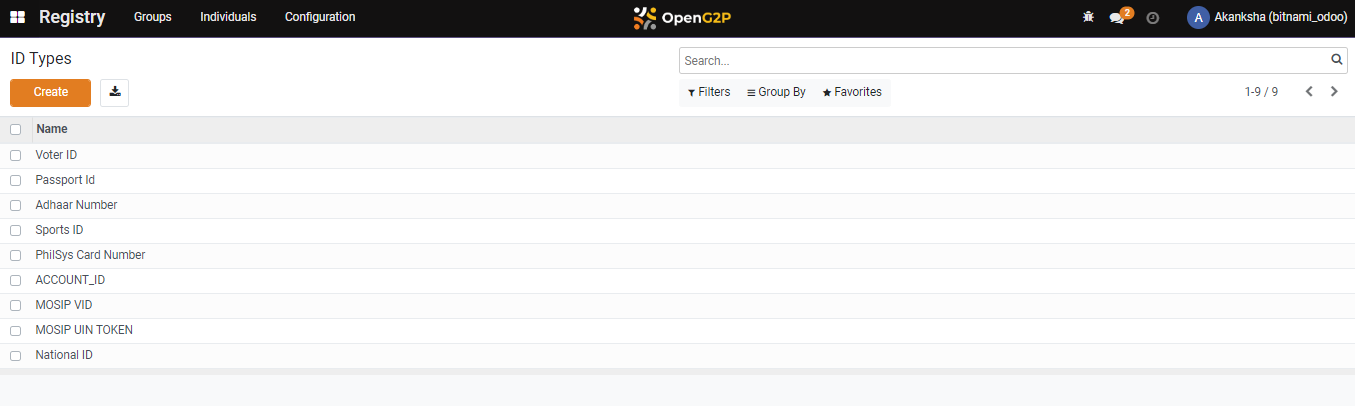 Registry Groups Individuals Configuration OpenG2P 2 A Akanksha (bitnami_odoo)
ID Types Search...
Create Filters Group By Favorites 1-9 / 9
Name
Voter ID
Passport Id
Adhaar Number
Sports ID
PhilSys Card Number
ACCOUNT_ID
MOSIP VID
MOSIP UIN TOKEN
National ID